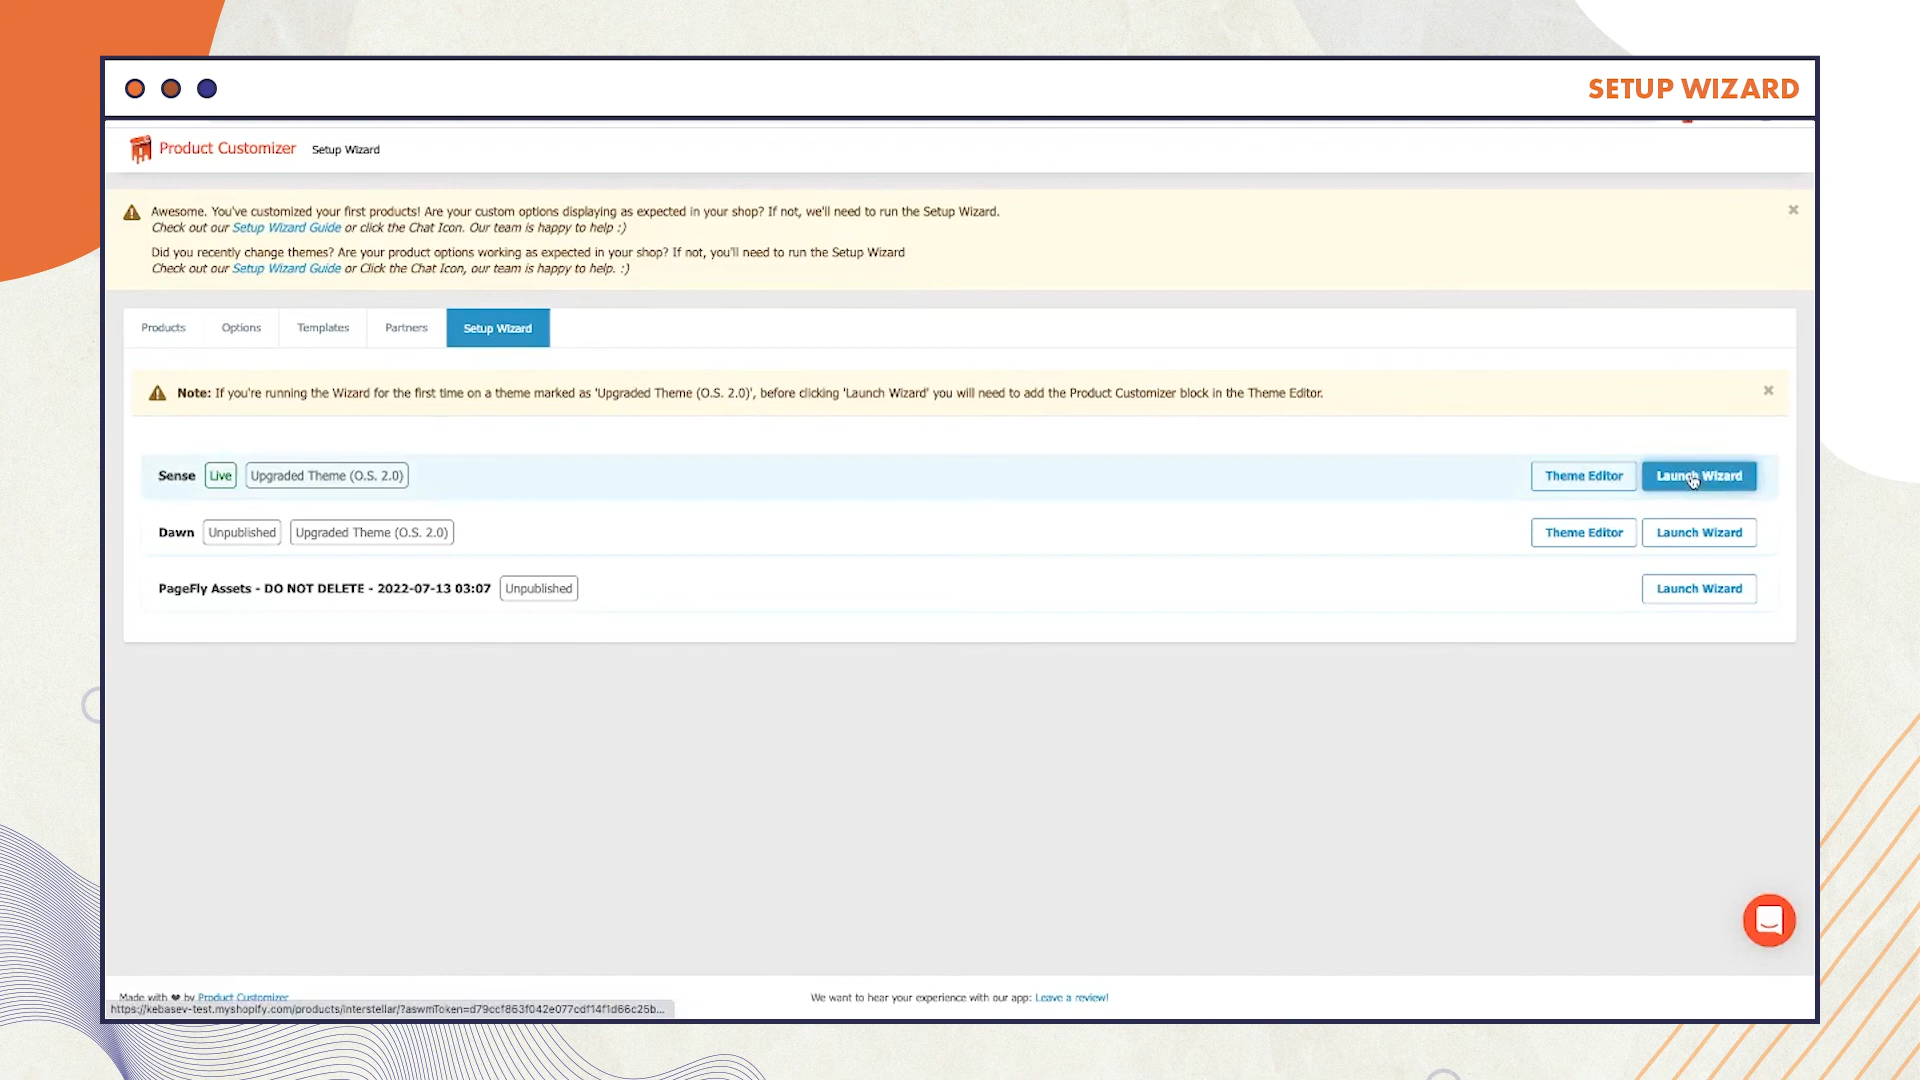 SETUP WIZARD
Product Customizer Setup Wizard
Awesome. You've customized your first products! Are your custom options displaying as expected in your shop? If not, we'll need to run the Setup Wizard.
Check out our Setup Wizard Guide or click the Chat Icon. Our team is happy to help :)
Did you recently change themes? Are your product options working as expected in your shop? If not, you'll need to run the Setup Wizard
Check out our Setup Wizard Guide or Click the Chat Icon, our team is happy to help. :)
Products Options Templates Partners Setup Wizard
Note: If you're running the Wizard for the first time on a theme marked as 'Upgraded Theme (O.S. 2.0)', before clicking 'Launch Wizard' you will need to add the Product Customizer block in the Theme Editor.
Sense Live Upgraded Theme (O.S. 2.0) Theme Editor Launch Wizard
Dawn Unpublished Upgraded Theme (O.S. 2.0) Theme Editor Launch Wizard
PageFly Assets - DO NOT DELETE - 2022-07-13 03:07 Unpublished Launch Wizard
Made with ❤ by Product Customizer We want to hear your experience with our app: Leave a review!
https://kebasev-test.myshopify.com/products/interstellar/?aswmToken=d79ccf863f042e077cdf14f1d66c25b...